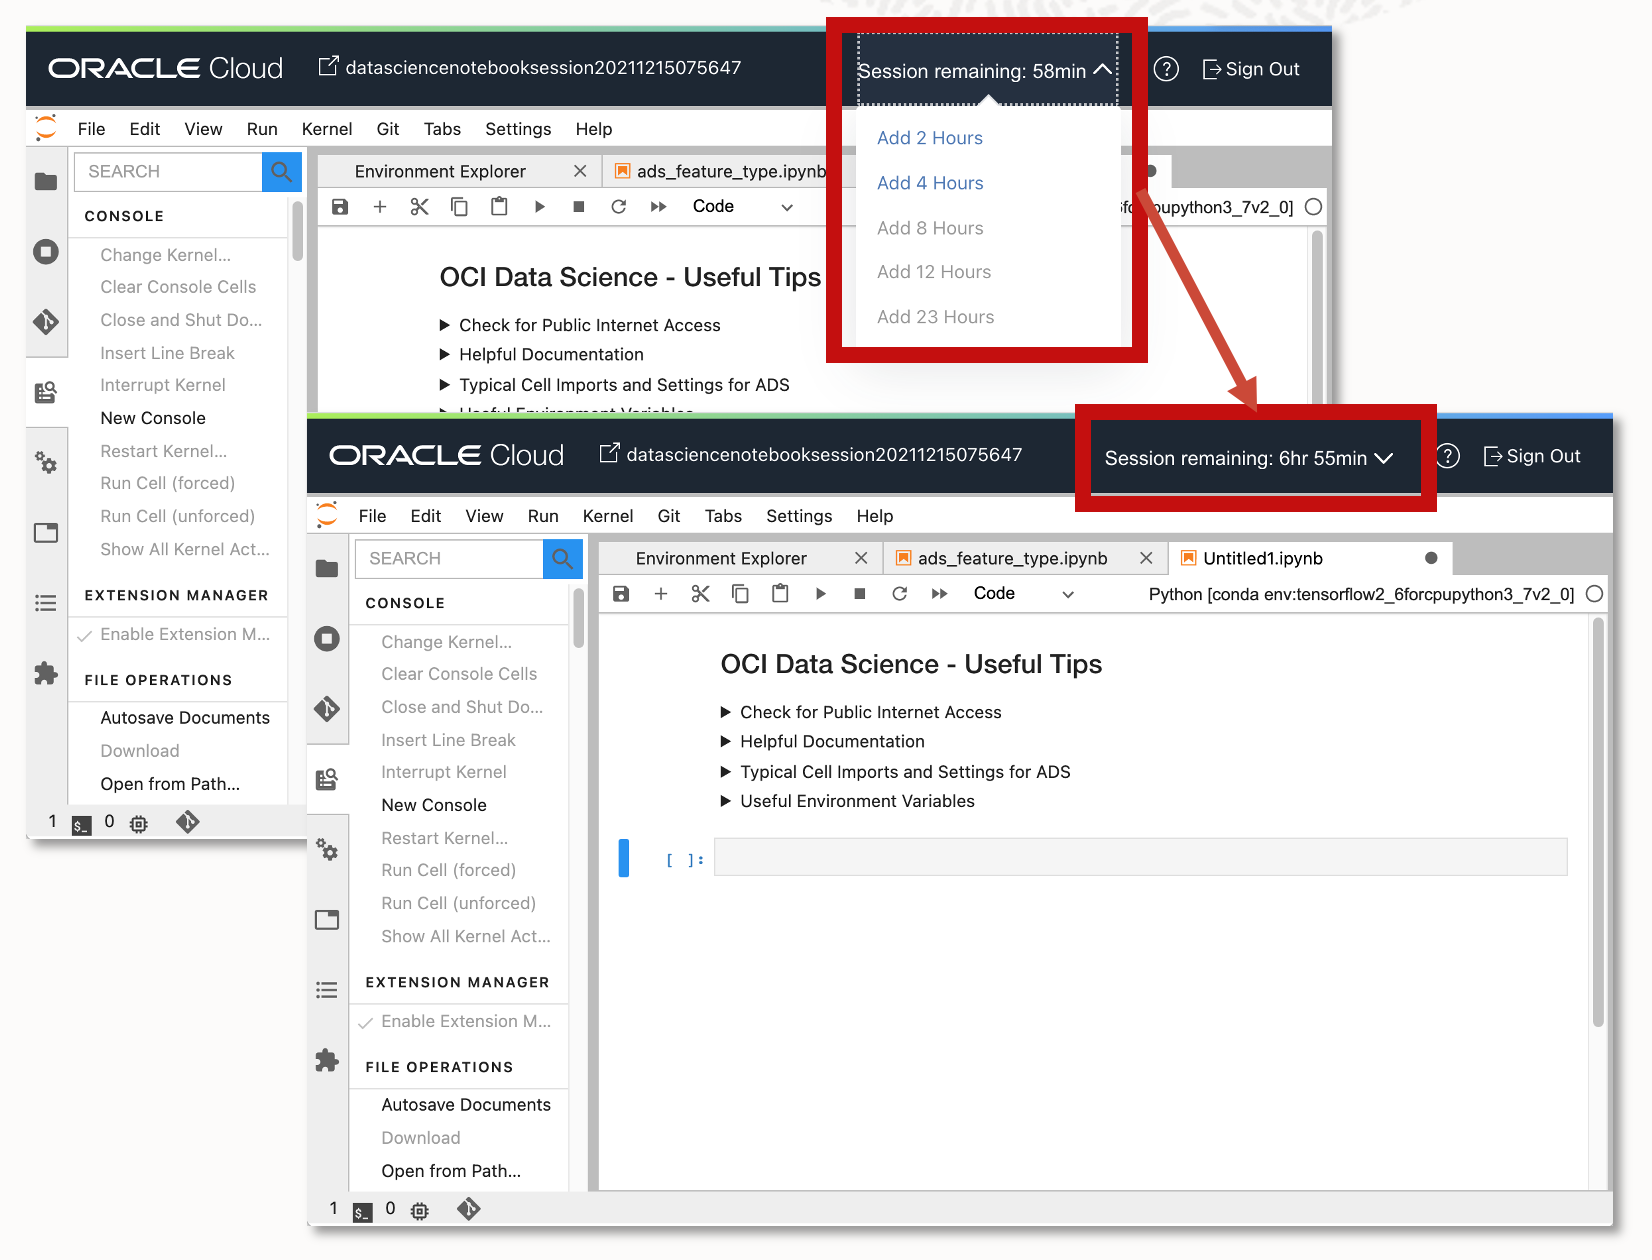 ORACLE Cloud
datasciencenotebooksession20211215075647
Session remaining: 58min
?
Sign Out
File Edit View Run Kernel Git Tabs Settings Help
SEARCH
CONSOLE
Change Kernel...
Clear Console Cells
Close and Shut Do...
Insert Line Break
Interrupt Kernel
New Console
Restart Kernel...
Run Cell (forced)
Run Cell (unforced)
Show All Kernel Act...
EXTENSION MANAGER
Enable Extension M...
FILE OPERATIONS
Autosave Documents
Download
Open from Path...
1 $_ 0
Environment Explorer
ads_feature_type.ipynb
Code
cpupython3_7v2_0]
Add 2 Hours
Add 4 Hours
Add 8 Hours
Add 12 Hours
Add 23 Hours
OCI Data Science - Useful Tips
Check for Public Internet Access
Helpful Documentation
Typical Cell Imports and Settings for ADS
Useful Environment Variables
ORACLE Cloud
datasciencenotebooksession20211215075647
Session remaining: 6hr 55min
?
Sign Out
File Edit View Run Kernel Git Tabs Settings Help
SEARCH
CONSOLE
Change Kernel...
Clear Console Cells
Close and Shut Do...
Insert Line Break
Interrupt Kernel
New Console
Restart Kernel...
Run Cell (forced)
Run Cell (unforced)
Show All Kernel Act...
EXTENSION MANAGER
Enable Extension M...
FILE OPERATIONS
Autosave Documents
Download
Open from Path...
1 $_ 0
Environment Explorer
ads_feature_type.ipynb
Untitled1.ipynb
Code
Python [conda env:tensorflow2_6forcpupython3_7v2_0]
OCI Data Science - Useful Tips
Check for Public Internet Access
Helpful Documentation
Typical Cell Imports and Settings for ADS
Useful Environment Variables
[ ]: